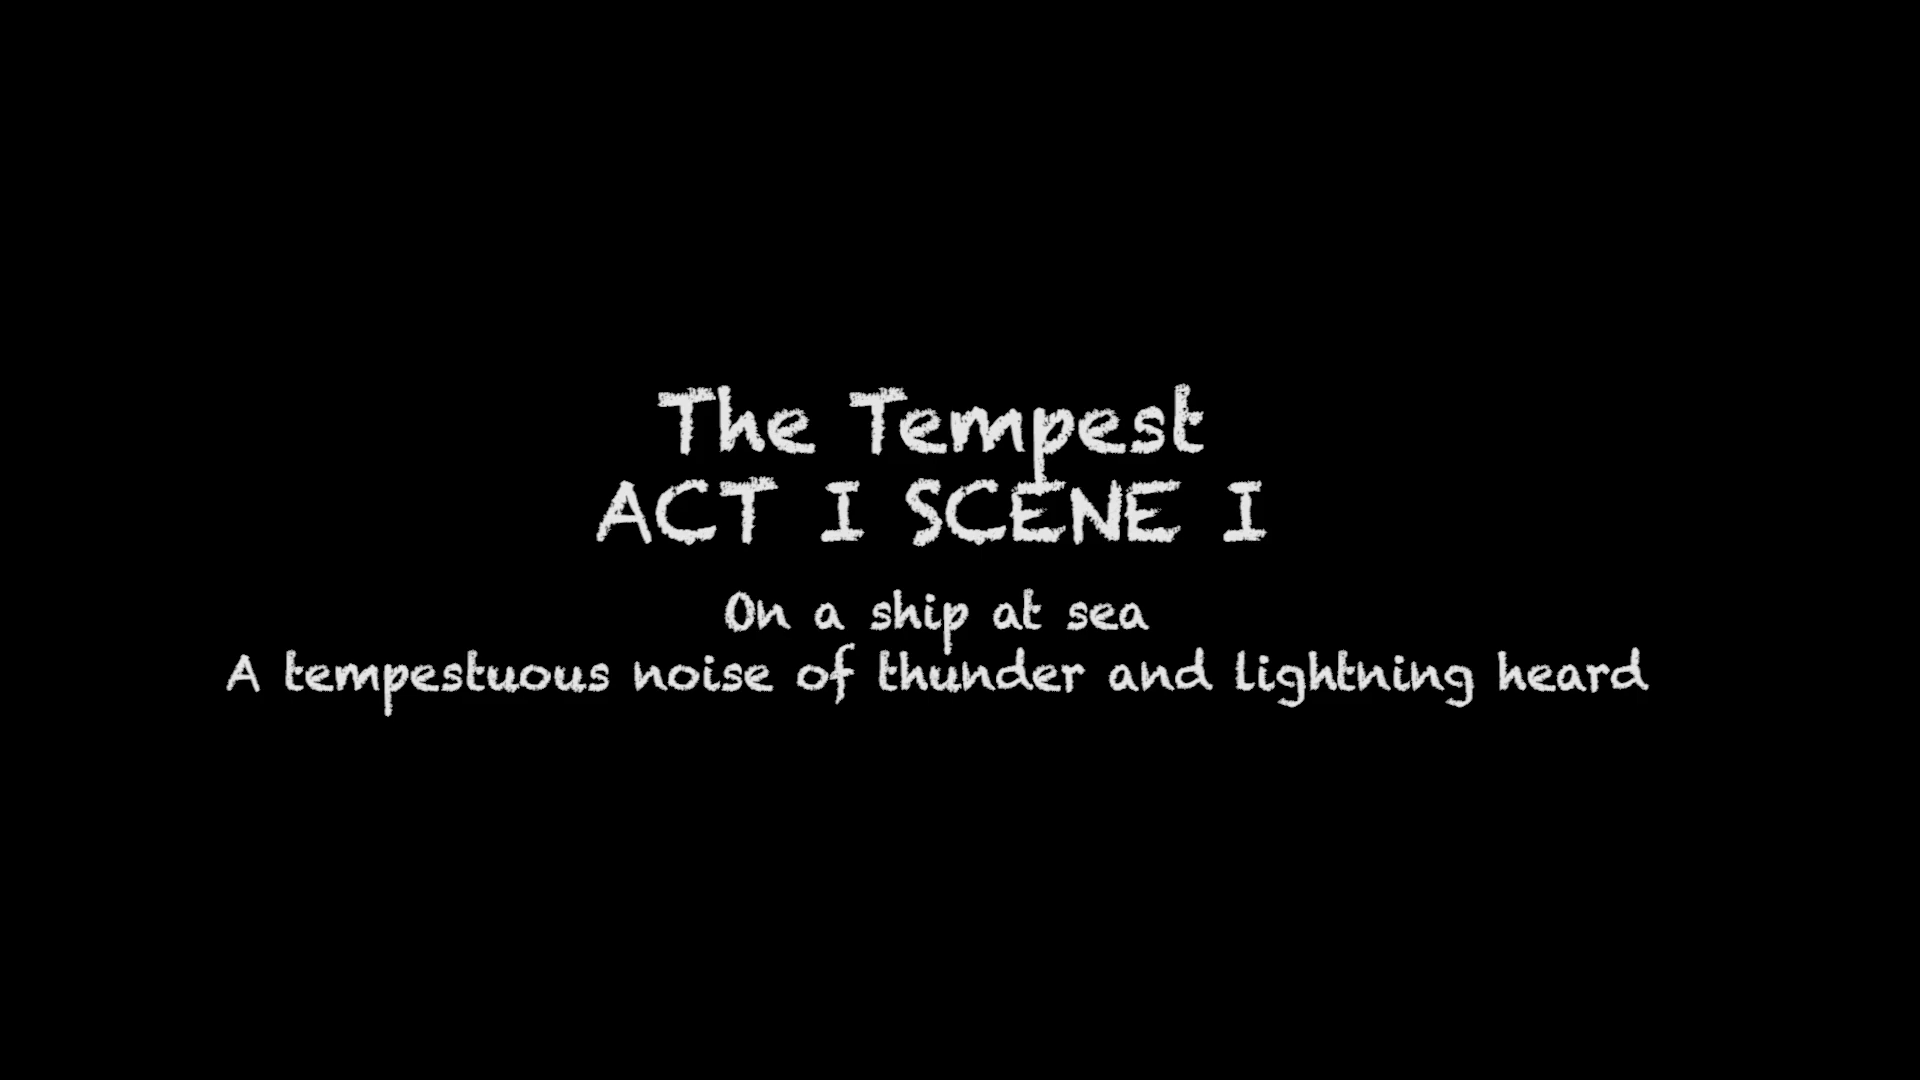 The Tempest
ACT I SCENE I
On a ship at sea
A tempestuous noise of thunder and lightning heard